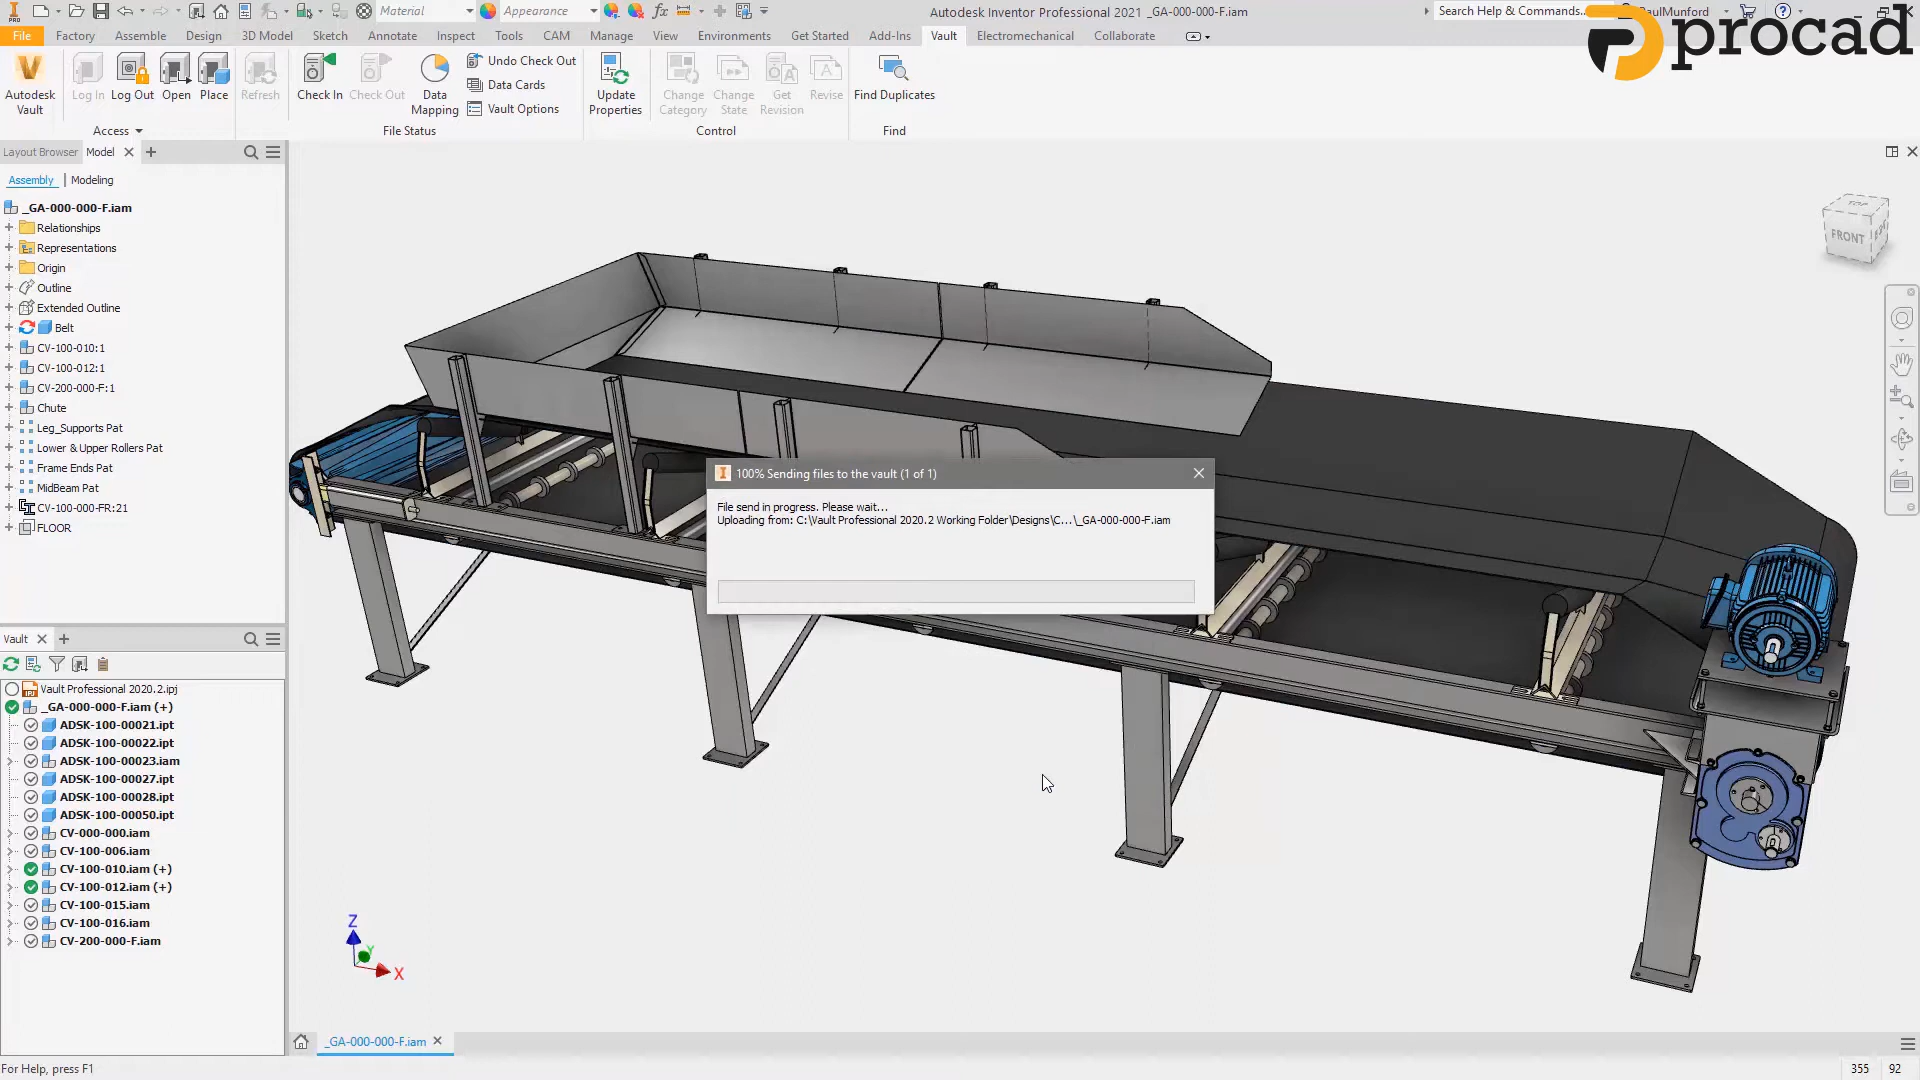 Material
Appearance
Autodesk Inventor Professional 2021 _GA-000-000-F.iam
Search Help & Commands...
PaulMunford
procad
File
Factory
Assemble
Design
3D Model
Sketch
Annotate
Inspect
Tools
CAM
Manage
View
Environments
Get Started
Add-Ins
Vault
Electromechanical
Collaborate
Autodesk Vault
Log In
Log Out
Open
Place
Refresh
Check In
Check Out
Data Mapping
Undo Check Out
Data Cards
Vault Options
Update Properties
Change Category
Change State
Get Revision
Revise
Find Duplicates
Access
File Status
Control
Find
Layout Browser
Model
Assembly
Modeling
_GA-000-000-F.iam
Relationships
Representations
Origin
Outline
Extended Outline
Belt
CV-100-010:1
CV-100-012:1
CV-200-000-F:1
Chute
Leg_Supports Pat
Lower & Upper Rollers Pat
Frame Ends Pat
MidBeam Pat
CV-100-000-FR:21
FLOOR
TOP
FRONT
100% Sending files to the vault (1 of 1)
File send in progress. Please wait...
Uploading from: C:\Vault Professional 2020.2 Working Folder\Designs\C...\_GA-000-000-F.iam
Vault
Vault Professional 2020.2.ipj
_GA-000-000-F.iam (+)
ADSK-100-00021.ipt
ADSK-100-00022.ipt
ADSK-100-00023.iam
ADSK-100-00027.ipt
ADSK-100-00028.ipt
ADSK-100-00050.ipt
CV-000-000.iam
CV-100-006.iam
CV-100-010.iam (+)
CV-100-012.iam (+)
CV-100-015.iam
CV-100-016.iam
CV-200-000-F.iam
Z
Y
X
_GA-000-000-F.iam
For Help, press F1
355
92